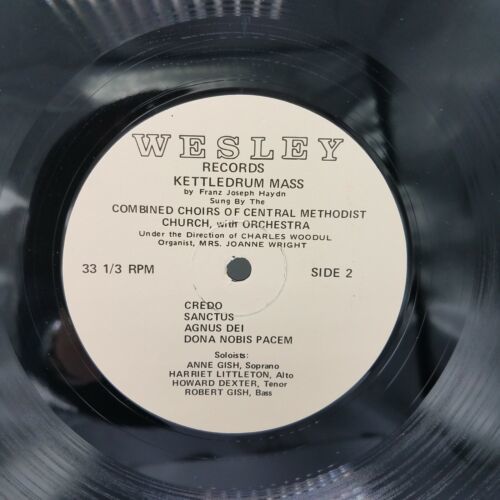 WESLEY
RECORDS
KETTLEDRUM MASS
by Franz Joseph Haydn
Sung By The
COMBINED CHOIRS OF CENTRAL METHODIST
CHURCH, with ORCHESTRA
Under the Direction of CHARLES WOODUL
Organist, MRS. JOANNE WRIGHT
33 1/3 RPM SIDE 2
CREDO
SANCTUS
AGNUS DEI
DONA NOBIS PACEM
Soloists:
ANNE GISH, Soprano
HARRIET LITTLETON, Alto
HOWARD DEXTER, Tenor
ROBERT GISH, Bass